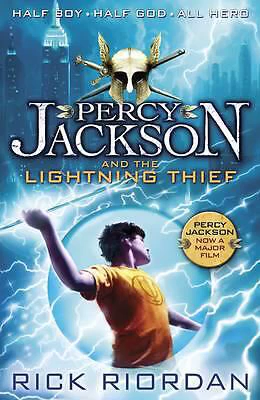 HALF BOY • HALF GOD • ALL HERO
PERCY
JACKSON
AND THE
LIGHTNING THIEF
PERCY
JACKSON
NOW A
MAJOR
FILM
RICK RIORDAN